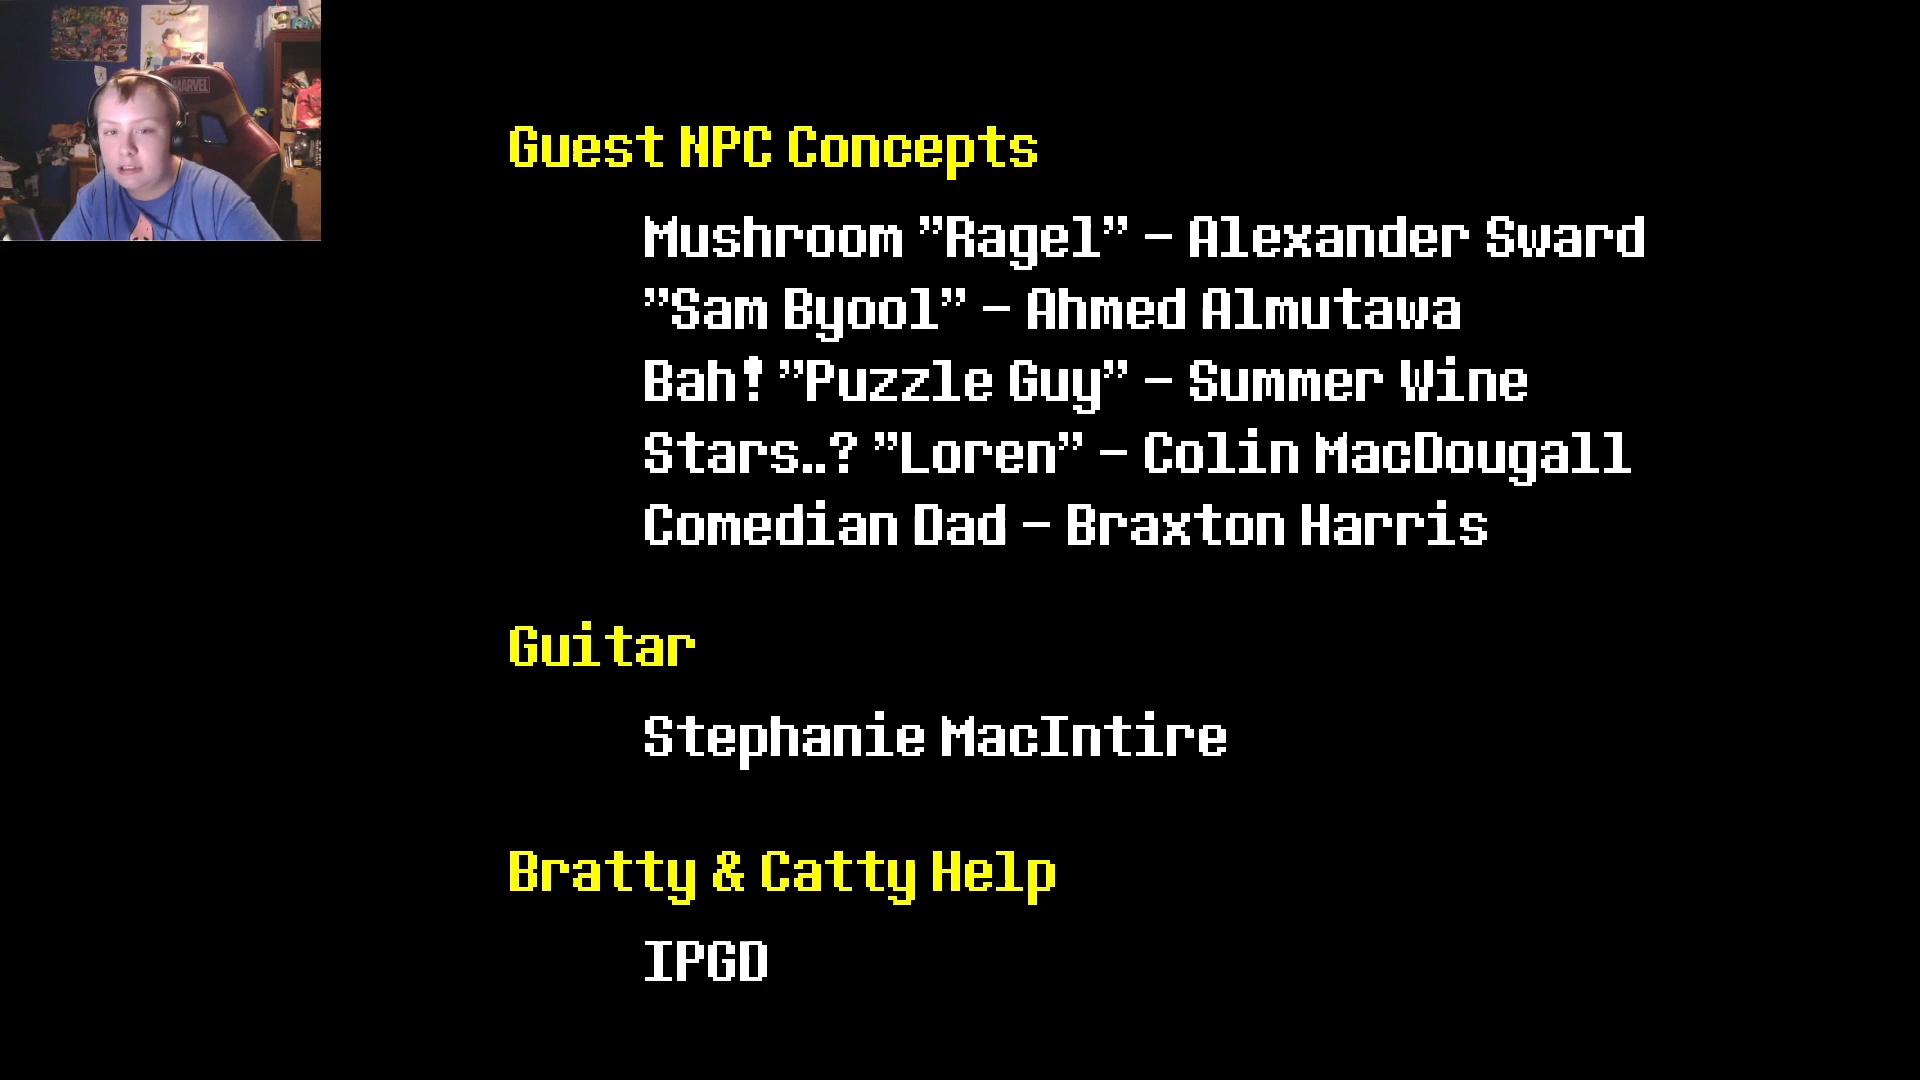 MARVEL
Guest NPC Concepts
Mushroom "Ragel" - Alexander Sward
"Sam Byool" - Ahmed Almutawa
Bah! "Puzzle Guy" - Summer Wine
Stars..? "Loren" - Colin MacDougall
Comedian Dad - Braxton Harris
Guitar
Stephanie MacIntire
Bratty & Catty Help
IPGD